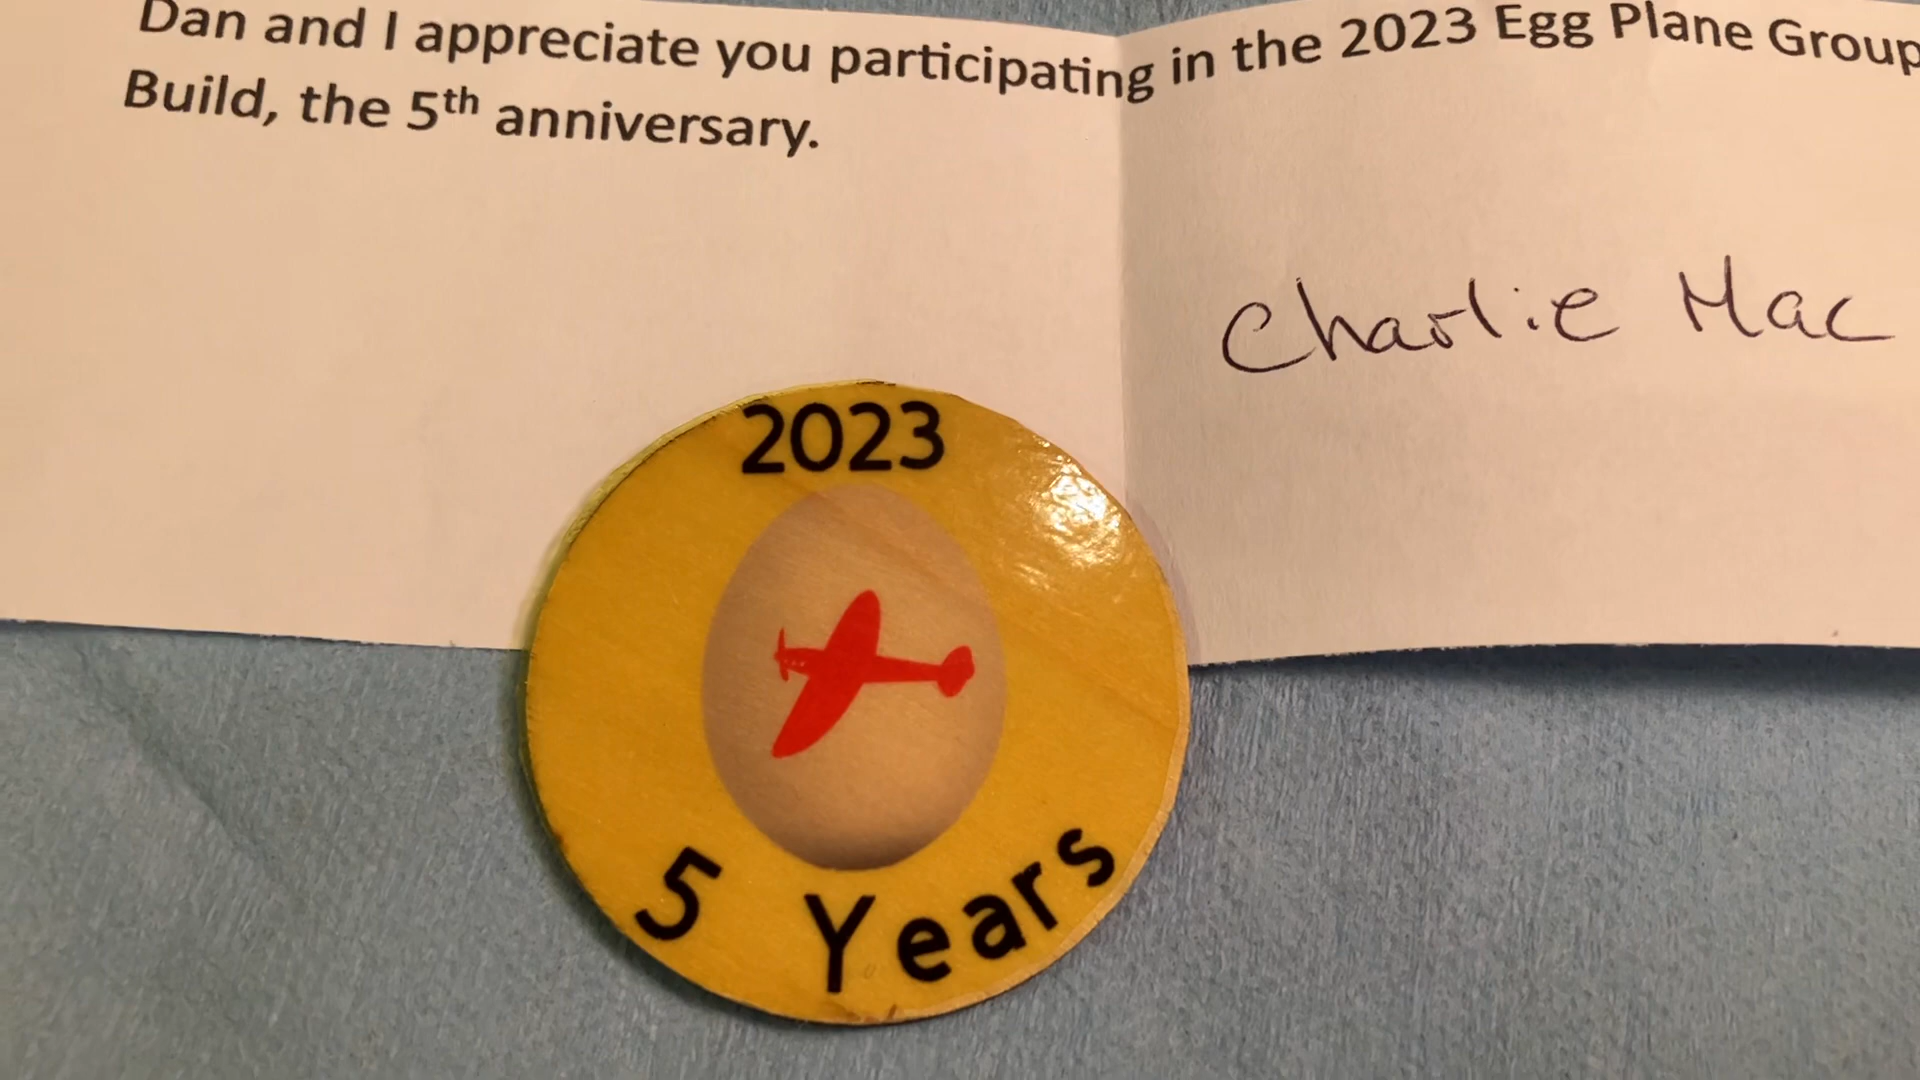 Dan and I appreciate you participating in the 2023 Egg Plane Group
Build, the 5th anniversary.
Charlie Mac
2023
5 Years